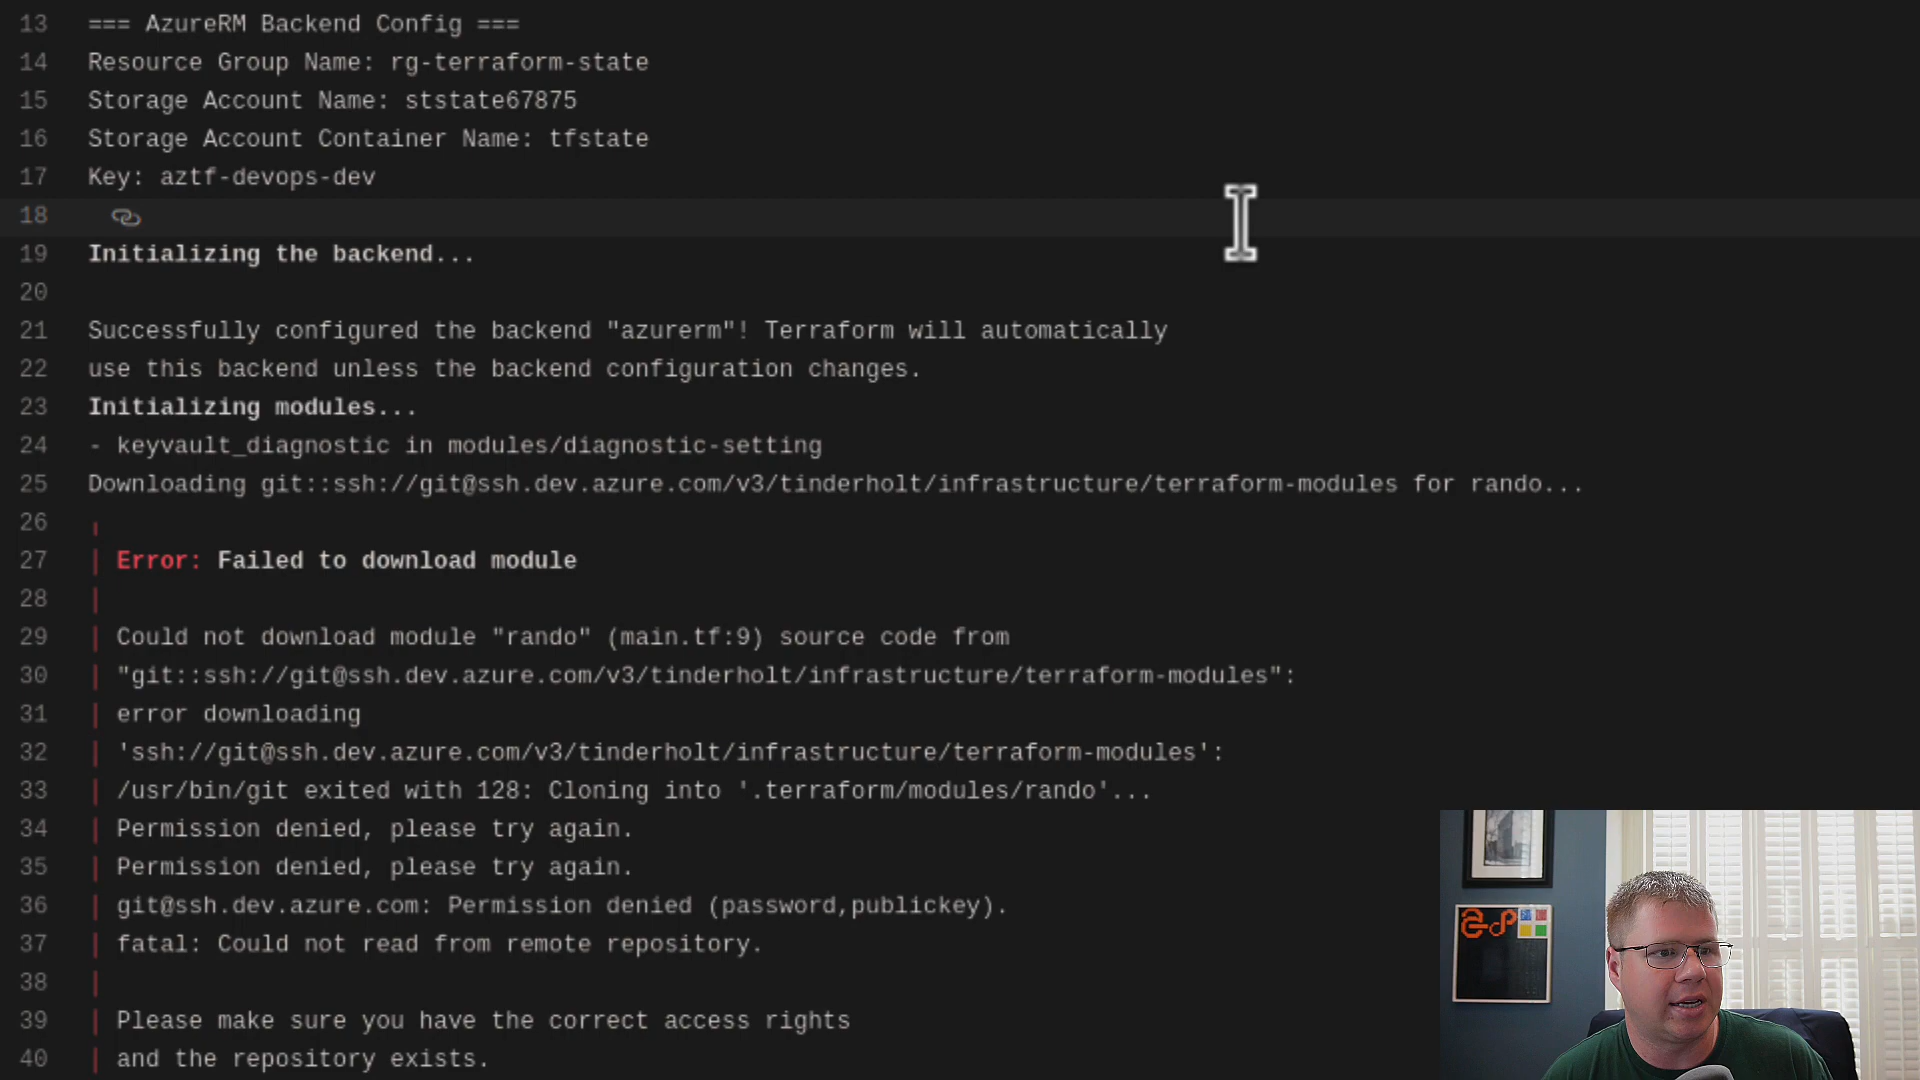 13 === AzureRM Backend Config ===
14 Resource Group Name: rg-terraform-state
15 Storage Account Name: ststate67875
16 Storage Account Container Name: tfstate
17 Key: aztf-devops-dev
18
19 Initializing the backend...
20
21 Successfully configured the backend "azurerm"! Terraform will automatically
22 use this backend unless the backend configuration changes.
23 Initializing modules...
24 - keyvault_diagnostic in modules/diagnostic-setting
25 Downloading git::ssh://git@ssh.dev.azure.com/v3/tinderholt/infrastructure/terraform-modules for rando...
26
27 | Error: Failed to download module
28 |
29 | Could not download module "rando" (main.tf:9) source code from
30 | "git::ssh://git@ssh.dev.azure.com/v3/tinderholt/infrastructure/terraform-modules":
31 | error downloading
32 | 'ssh://git@ssh.dev.azure.com/v3/tinderholt/infrastructure/terraform-modules':
33 | /usr/bin/git exited with 128: Cloning into '.terraform/modules/rando'...
34 | Permission denied, please try again.
35 | Permission denied, please try again.
36 | git@ssh.dev.azure.com: Permission denied (password,publickey).
37 | fatal: Could not read from remote repository.
38 |
39 | Please make sure you have the correct access rights
40 | and the repository exists.